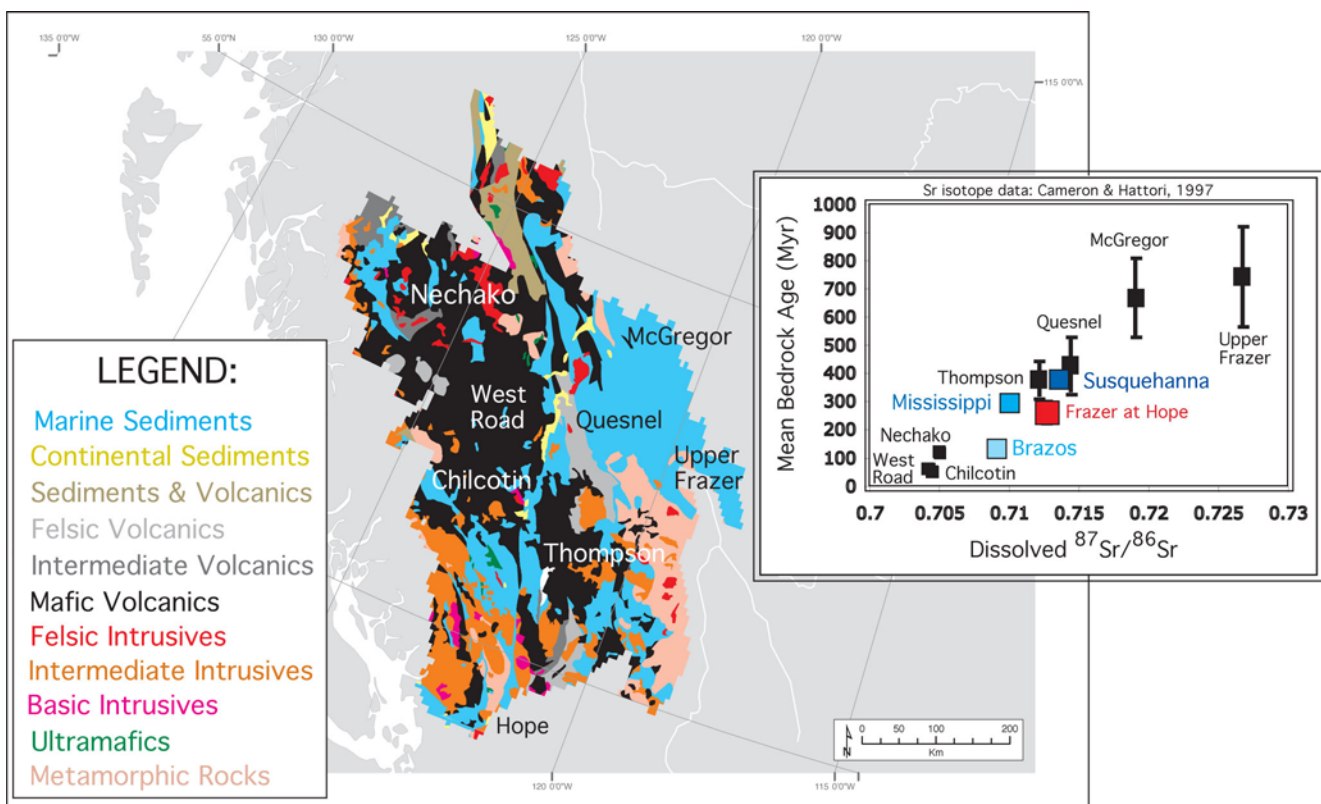 135 0'0"W
55 0'0"N
130 0'0"W
125 0'0"W
120 0'0"W
115 0'0"W
Nechako
McGregor
West
Road
Quesnel
Upper
Frazer
Chilcotin
Thompson
Hope
120 0'0"W
115 0'0"W
N
0 50 100 200
Km
LEGEND:
Marine Sediments
Continental Sediments
Sediments & Volcanics
Felsic Volcanics
Intermediate Volcanics
Mafic Volcanics
Felsic Intrusives
Intermediate Intrusives
Basic Intrusives
Ultramafics
Metamorphic Rocks
Sr isotope data: Cameron & Hattori, 1997
Mean Bedrock Age (Myr)
1000
900
800
700
600
500
400
300
200
100
0
McGregor
Quesnel
Upper
Frazer
Thompson
Susquehanna
Mississippi
Frazer at Hope
Nechako
Brazos
West
Road
Chilcotin
0.7 0.705 0.71 0.715 0.72 0.725 0.73
Dissolved ⁸⁷Sr/⁸⁶Sr